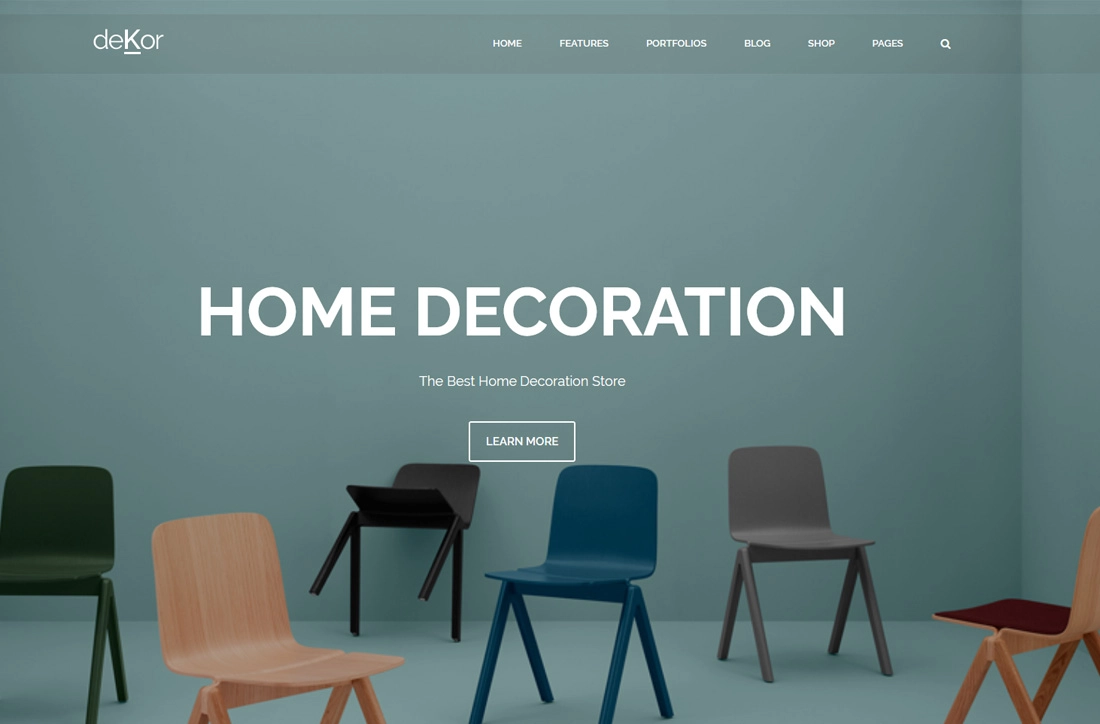 deKor
HOME FEATURES PORTFOLIOS BLOG SHOP PAGES
HOME DECORATION
The Best Home Decoration Store
LEARN MORE